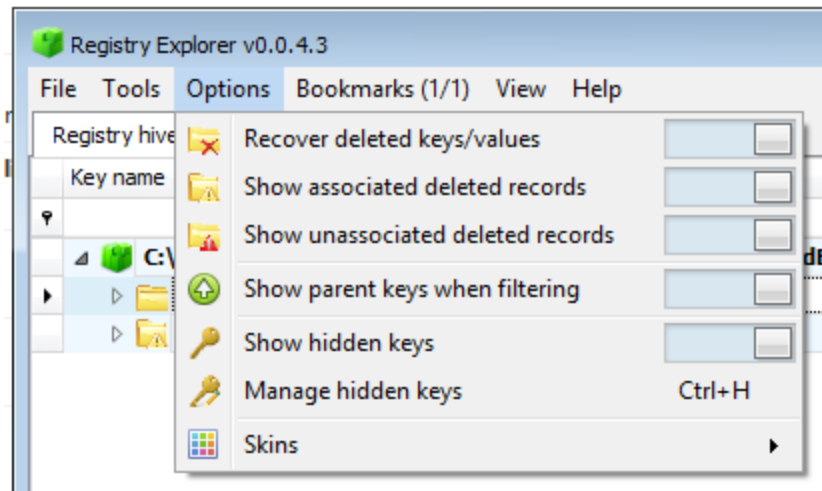 Registry Explorer v0.0.4.3
File Tools Options Bookmarks (1/1) View Help
Registry hive
Key name
C:\
Recover deleted keys/values
Show associated deleted records
Show unassociated deleted records
Show parent keys when filtering
Show hidden keys
Manage hidden keys Ctrl+H
Skins